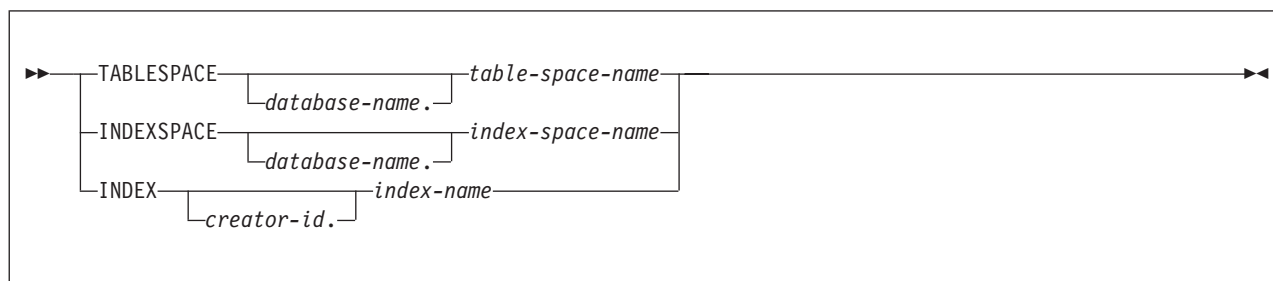 TABLESPACE table-space-name
database-name.
INDEXSPACE index-space-name
database-name.
INDEX index-name
creator-id.